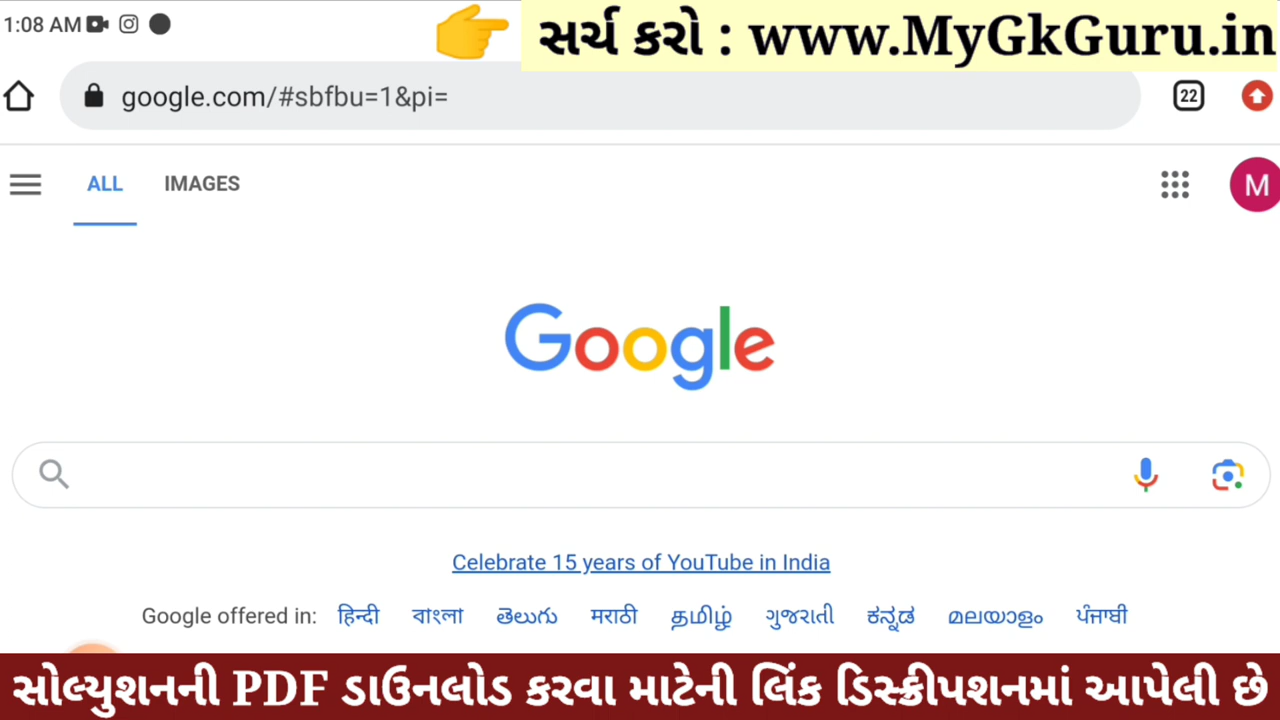 1:08 AM
સર્ચ કરો : www.MyGkGuru.in
google.com/#sbfbu=1&pi=
22
ALL IMAGES
M
Google
Celebrate 15 years of YouTube in India
Google offered in: हिन्दी বাংলা తెలుగు मराठी தமிழ் ગુજરાતી ಕನ್ನಡ മലയാളം ਪੰਜਾਬੀ
સોલ્યુશનની PDF ડાઉનલોડ કરવા માટેની લિંક ડિસ્ક્રીપશનમાં આપેલી છે